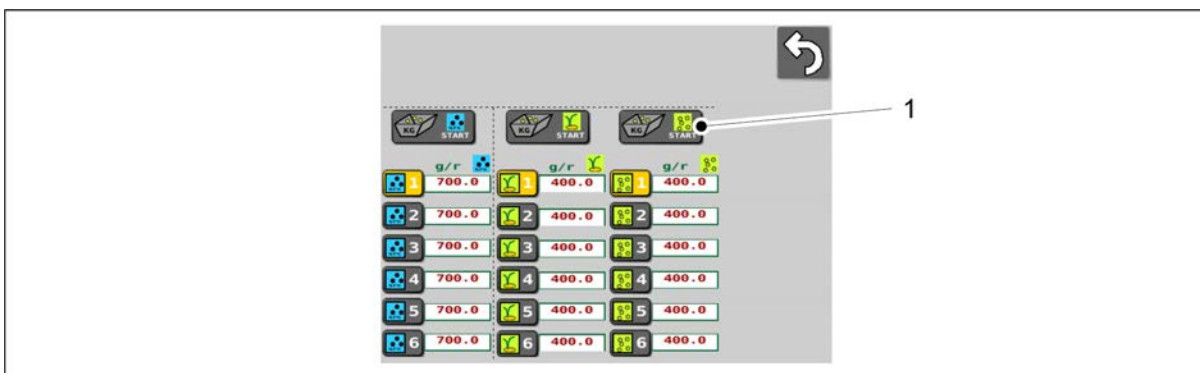 1
KG START KG START KG START
g/r g/r g/r
1 700.0 1 400.0 1 400.0
2 700.0 2 400.0 2 400.0
3 700.0 3 400.0 3 400.0
4 700.0 4 400.0 4 400.0
5 700.0 5 400.0 5 400.0
6 700.0 6 400.0 6 400.0